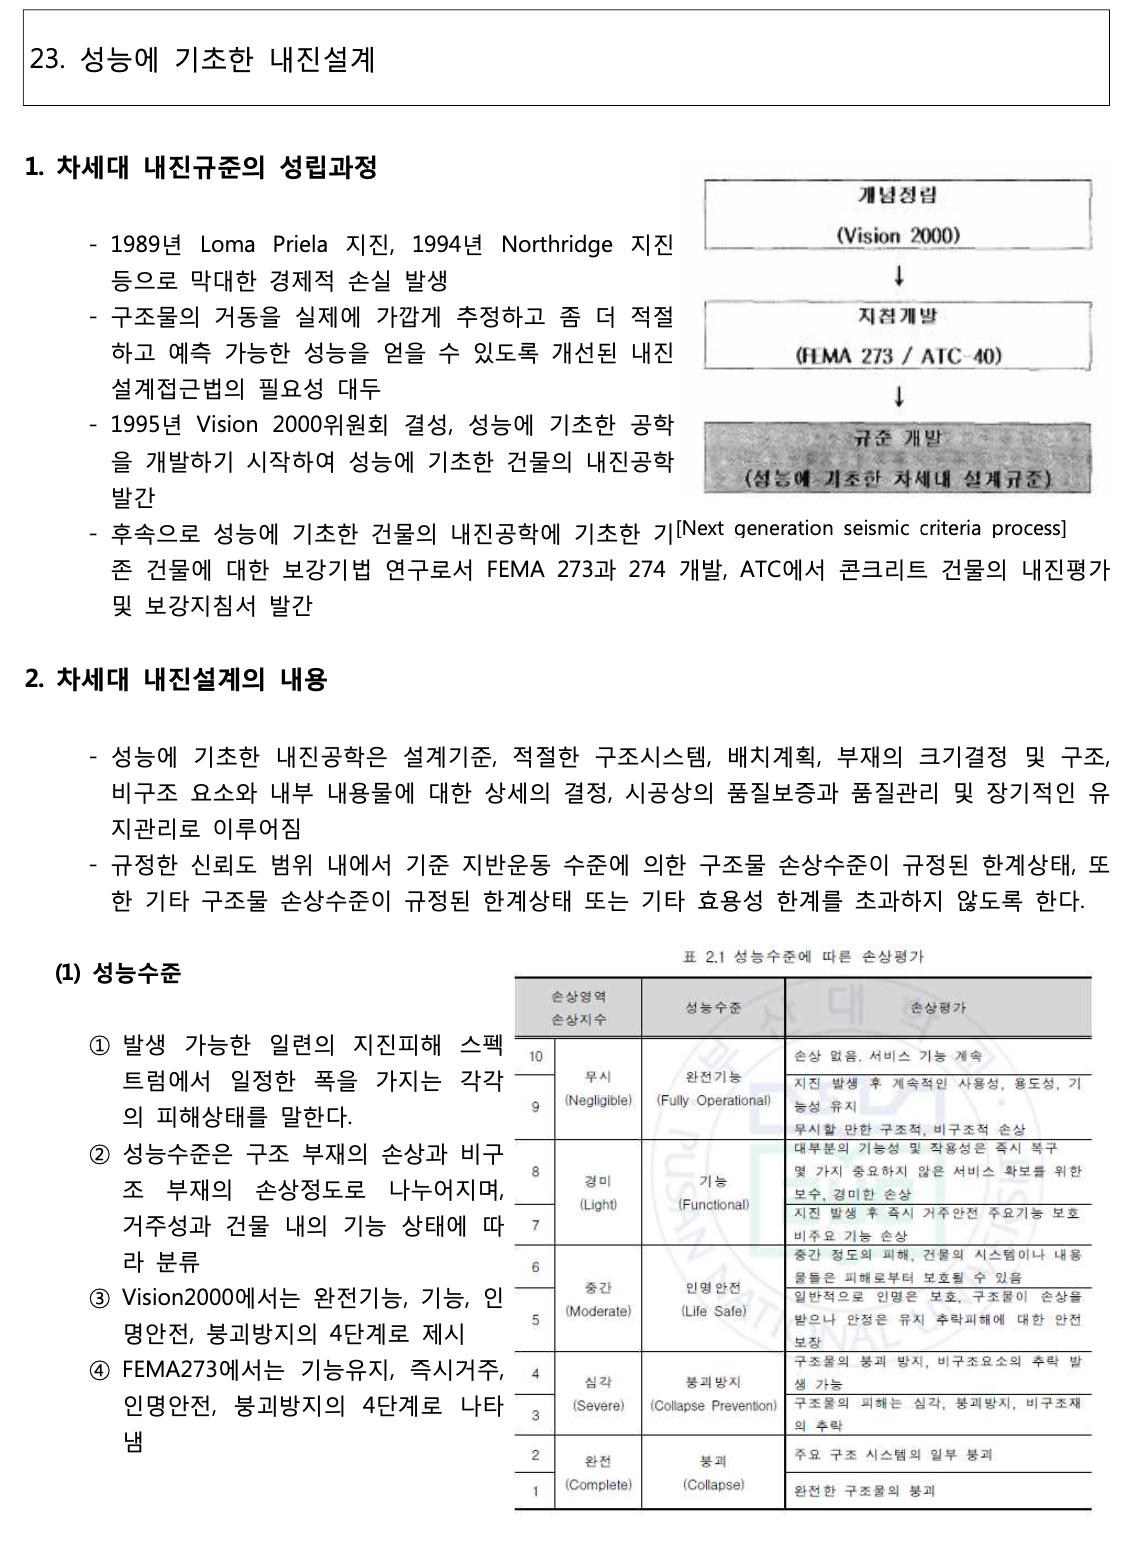 23. 성능에 기초한 내진설계
1. 차세대 내진규준의 성립과정
- 1989년 Loma Priela 지진, 1994년 Northridge 지진
등으로 막대한 경제적 손실 발생
- 구조물의 거동을 실제에 가깝게 추정하고 좀 더 적절
하고 예측 가능한 성능을 얻을 수 있도록 개선된 내진
설계접근법의 필요성 대두
- 1995년 Vision 2000위원회 결성, 성능에 기초한 공학
을 개발하기 시작하여 성능에 기초한 건물의 내진공학
발간
- 후속으로 성능에 기초한 건물의 내진공학에 기초한 기
존 건물에 대한 보강기법 연구로서 FEMA 273과 274 개발, ATC에서 콘크리트 건물의 내진평가
및 보강지침서 발간
개념정립
(Vision 2000)
↓
지침개발
(FEMA 273 / ATC-40)
↓
규준 개발
(성능에 기초한 차세대 설계규준)
[Next generation seismic criteria process]
2. 차세대 내진설계의 내용
- 성능에 기초한 내진공학은 설계기준, 적절한 구조시스템, 배치계획, 부재의 크기결정 및 구조,
비구조 요소와 내부 내용물에 대한 상세의 결정, 시공상의 품질보증과 품질관리 및 장기적인 유
지관리로 이루어짐
- 규정한 신뢰도 범위 내에서 기준 지반운동 수준에 의한 구조물 손상수준이 규정된 한계상태, 또
한 기타 구조물 손상수준이 규정된 한계상태 또는 기타 효용성 한계를 초과하지 않도록 한다.
(1) 성능수준
① 발생 가능한 일련의 지진피해 스펙
트럼에서 일정한 폭을 가지는 각각
의 피해상태를 말한다.
② 성능수준은 구조 부재의 손상과 비구
조 부재의 손상정도로 나누어지며,
거주성과 건물 내의 기능 상태에 따
라 분류
③ Vision2000에서는 완전기능, 기능, 인
명안전, 붕괴방지의 4단계로 제시
④ FEMA273에서는 기능유지, 즉시거주,
인명안전, 붕괴방지의 4단계로 나타
냄
표 2.1 성능수준에 따른 손상평가
손상영역
손상지수
성능수준
손상평가
10
무시
(Negligible)
완전기능
(Fully Operational)
손상 없음, 서비스 기능 계속
9
지진 발생 후 계속적인 사용성, 용도성, 기
능성 유지
무시할 만한 구조적, 비구조적 손상
8
경미
(Light)
기능
(Functional)
대부분의 기능성 및 작용성은 즉시 복구
몇 가지 중요하지 않은 서비스 확보를 위한
보수, 경미한 손상
7
지진 발생 후 즉시 거주안전 주요기능 보호
비주요 기능 손상
6
중간
(Moderate)
인명안전
(Life Safe)
중간 정도의 피해, 건물의 시스템이나 내용
물들은 피해로부터 보호될 수 있음
5
일반적으로 인명은 보호, 구조물이 손상을
받으나 안정은 유지 추락피해에 대한 안전
보장
4
심각
(Severe)
붕괴방지
(Collapse Prevention)
구조물의 붕괴 방지, 비구조요소의 추락 발
생 가능
3
구조물의 피해는 심각, 붕괴방지, 비구조재
의 추락
2
완전
(Complete)
붕괴
(Collapse)
주요 구조 시스템의 일부 붕괴
1
완전한 구조물의 붕괴